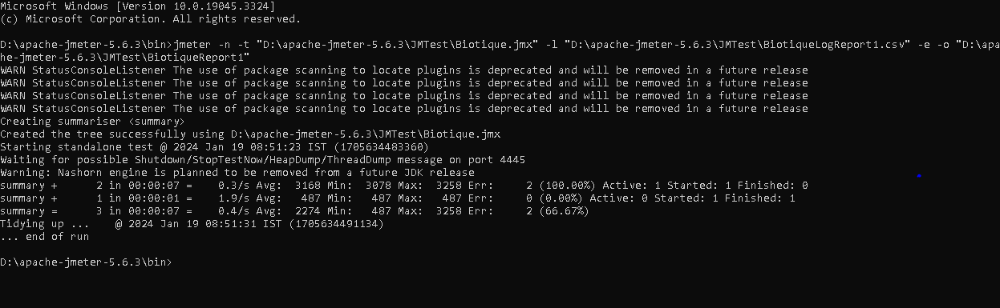 Microsoft Windows [Version 10.0.19045.3324]
(c) Microsoft Corporation. All rights reserved.
D:\apache-jmeter-5.6.3\bin>jmeter -n -t "D:\apache-jmeter-5.6.3\JMTest\Biotique.jmx" -l "D:\apache-jmeter-5.6.3\JMTest\BiotiqueLogReport1.csv" -e -o "D:\apac
he-jmeter-5.6.3\JMTest\BiotiqueReport1"
WARN StatusConsoleListener The use of package scanning to locate plugins is deprecated and will be removed in a future release
WARN StatusConsoleListener The use of package scanning to locate plugins is deprecated and will be removed in a future release
WARN StatusConsoleListener The use of package scanning to locate plugins is deprecated and will be removed in a future release
WARN StatusConsoleListener The use of package scanning to locate plugins is deprecated and will be removed in a future release
Creating summariser <summary>
Created the tree successfully using D:\apache-jmeter-5.6.3\JMTest\Biotique.jmx
Starting standalone test @ 2024 Jan 19 08:51:23 IST (1705634483360)
Waiting for possible Shutdown/StopTestNow/HeapDump/ThreadDump message on port 4445
Warning: Nashorn engine is planned to be removed from a future JDK release
summary +      2 in 00:00:07 =    0.3/s Avg:  3168 Min:  3078 Max:  3258 Err:     2 (100.00%) Active: 1 Started: 1 Finished: 0
summary +      1 in 00:00:01 =    1.9/s Avg:   487 Min:   487 Max:   487 Err:     0 (0.00%) Active: 0 Started: 1 Finished: 1
summary =      3 in 00:00:07 =    0.4/s Avg:  2274 Min:   487 Max:  3258 Err:     2 (66.67%)
Tidying up ...    @ 2024 Jan 19 08:51:31 IST (1705634491134)
... end of run
D:\apache-jmeter-5.6.3\bin>